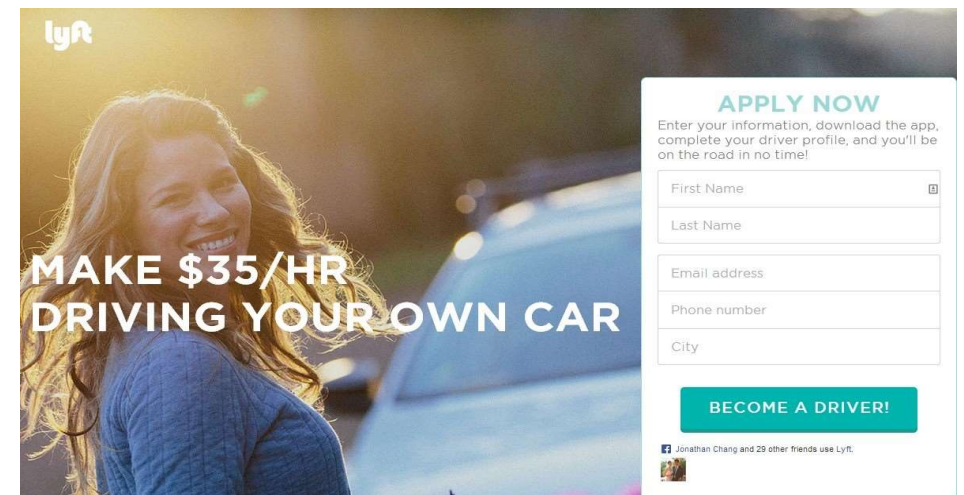 lyft
MAKE $35/HR
DRIVING YOUR OWN CAR
APPLY NOW
Enter your information, download the app,
complete your driver profile, and you'll be
on the road in no time!
First Name
Last Name
Email address
Phone number
City
BECOME A DRIVER!
Jonathan Chang and 29 other friends use Lyft.